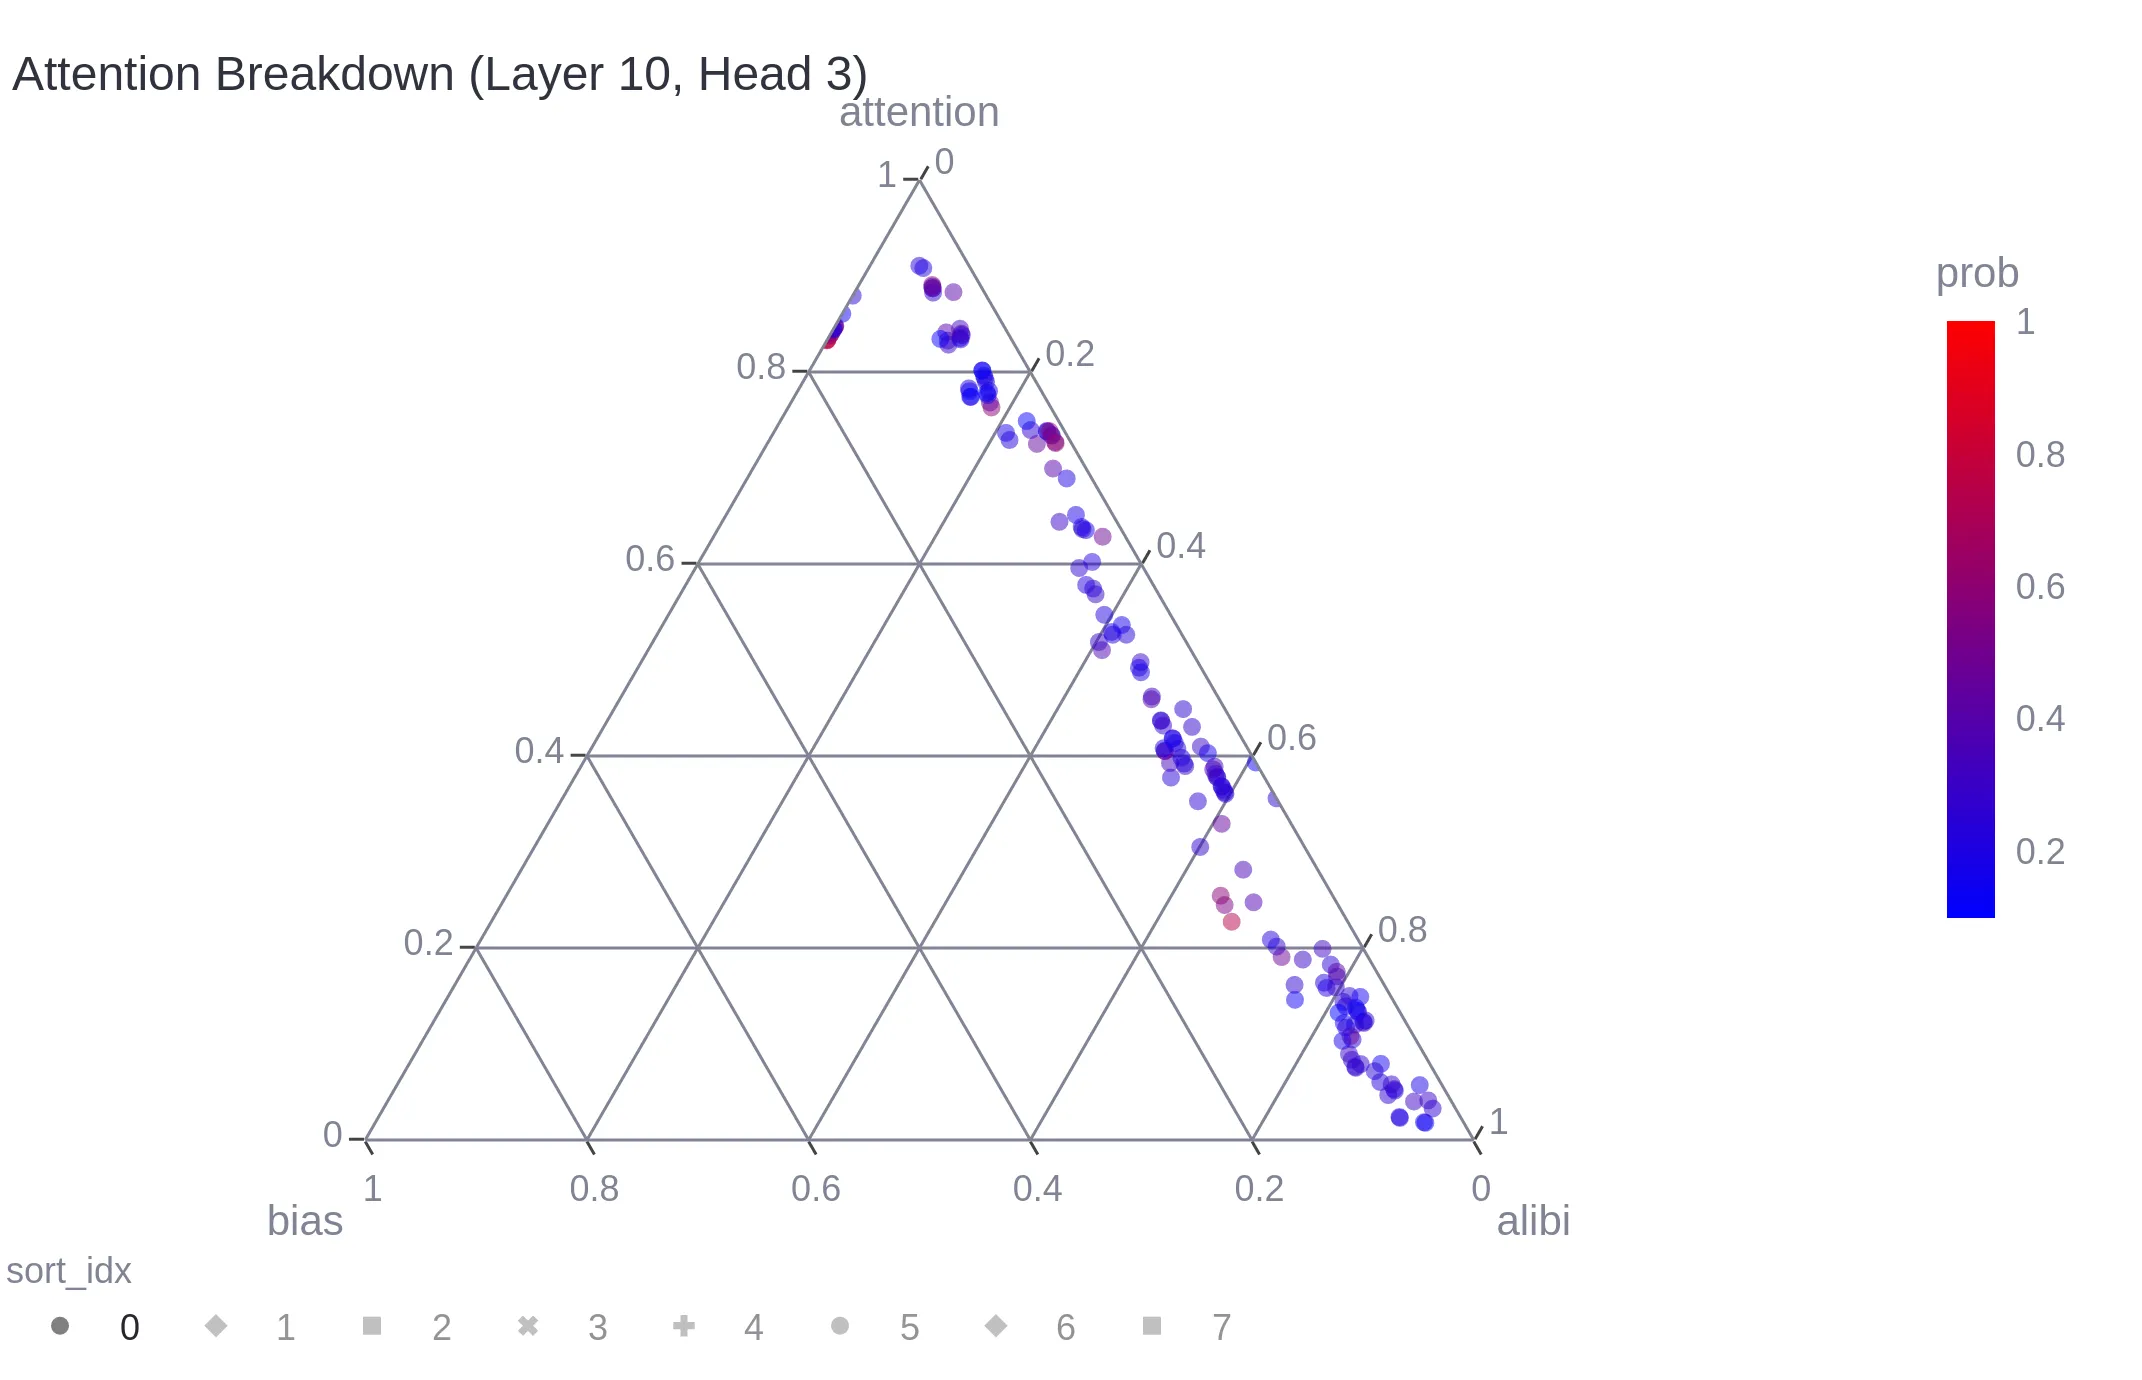 Attention Breakdown (Layer 10, Head 3)
attention
1 0
prob
1
0.8 0.2
0.8
0.6 0.4
0.6
0.4 0.6
0.4
0.2 0.8
0.2
0 1
1 0.8 0.6 0.4 0.2 0
bias alibi
sort_idx
0 1 2 3 4 5 6 7